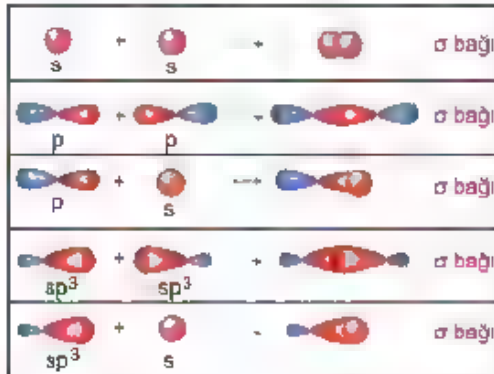 + → σ bağı
s s
+ → σ bağı
p p
+ → σ bağı
p s
+ → σ bağı
sp³ sp³
+ → σ bağı
sp³ s